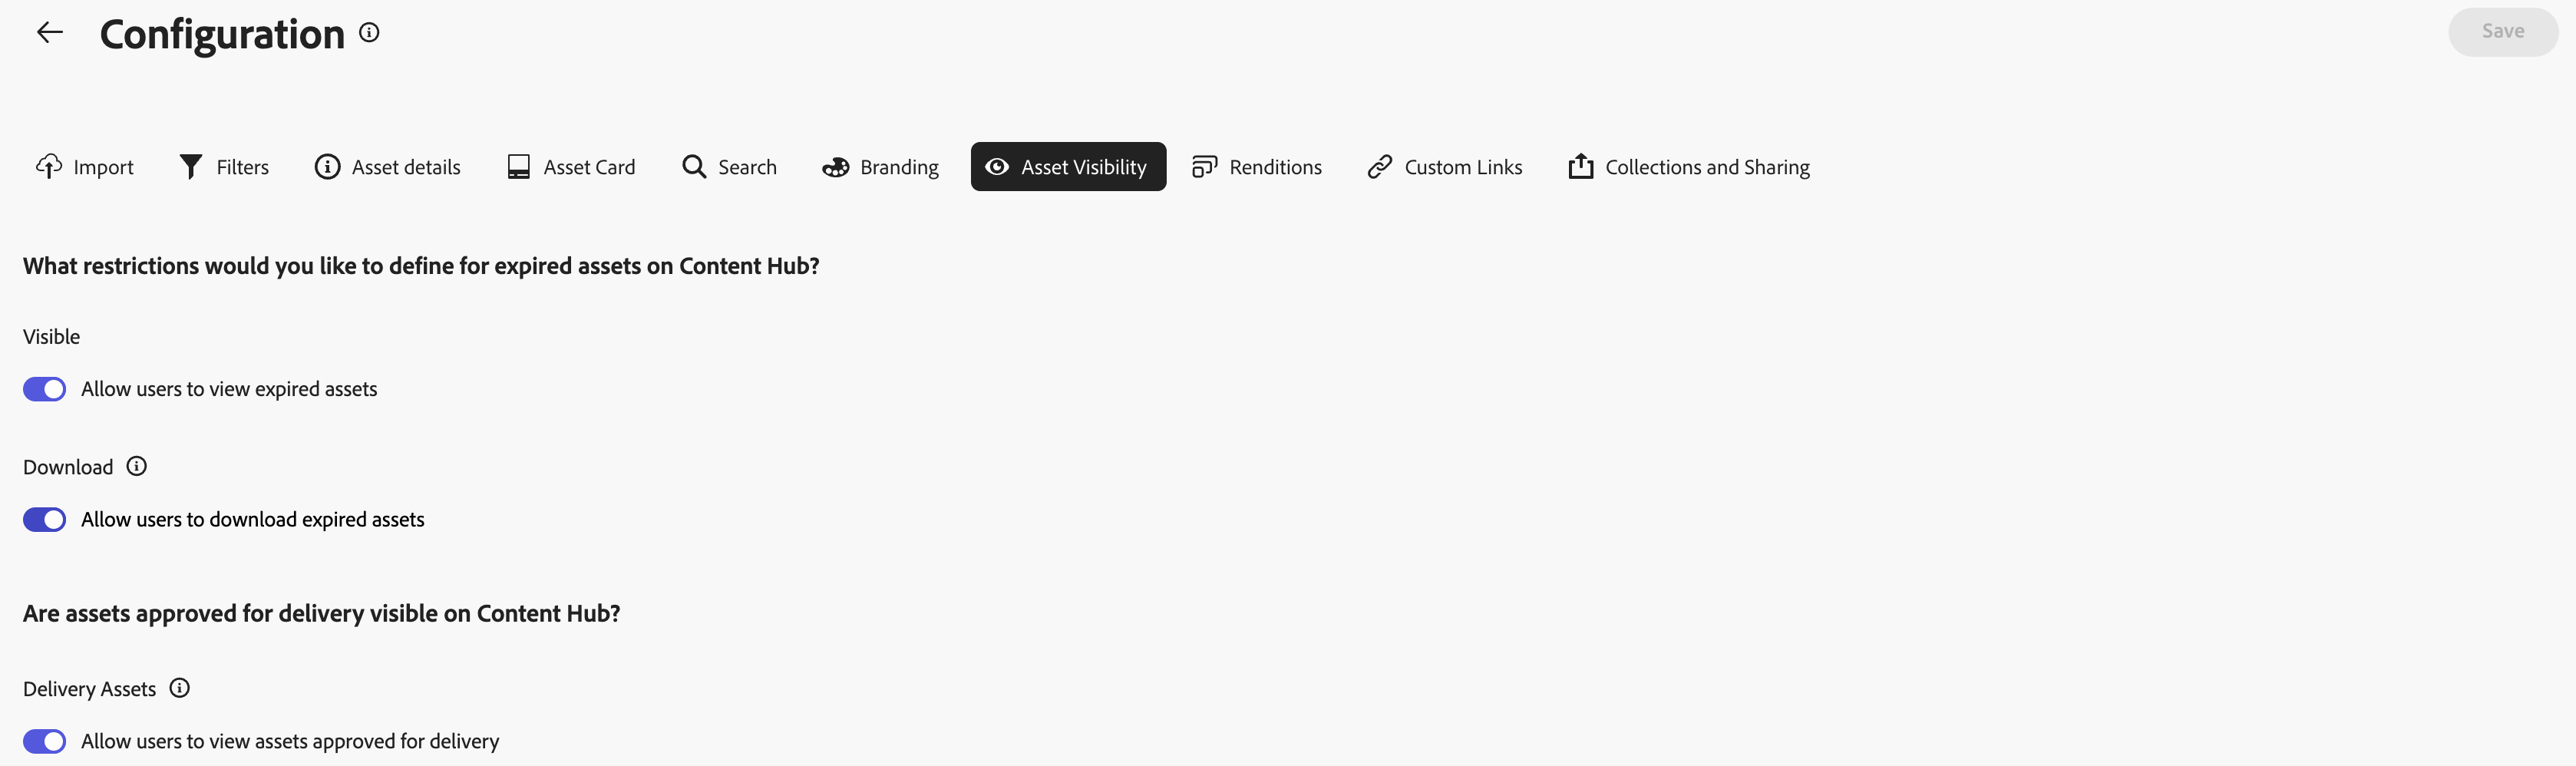 Configuration
Save
Import Filters Asset details Asset Card Search Branding Asset Visibility Renditions Custom Links Collections and Sharing
What restrictions would you like to define for expired assets on Content Hub?
Visible
Allow users to view expired assets
Download
Allow users to download expired assets
Are assets approved for delivery visible on Content Hub?
Delivery Assets
Allow users to view assets approved for delivery